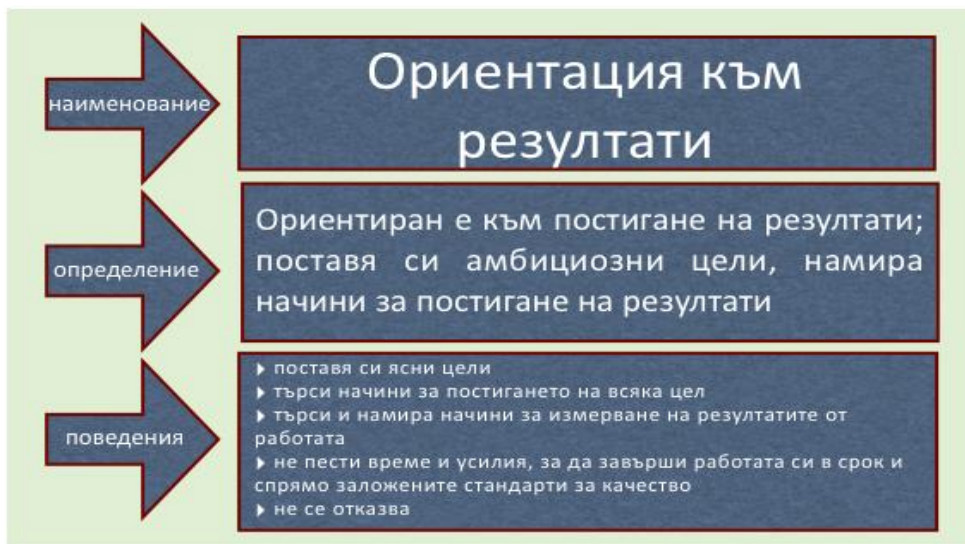 наименование
Ориентация към
резултати
определение
Ориентиран е към постигане на резултати;
поставя си амбициозни цели, намира
начини за постигане на резултати
поведения
поставя си ясни цели
търси начини за постигането на всяка цел
търси и намира начини за измерване на резултатите от
работата
не пести време и усилия, за да завърши работата си в срок и
спрямо заложените стандарти за качество
не се отказва